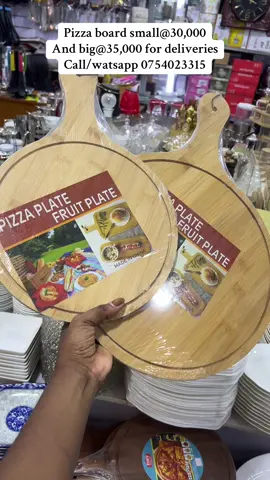 Pizza board small@30,000
And big@35,000 for deliveries
Call/watsapp 0754023315
PIZZA PLATE
FRUIT PLATE
PIZZA PLATE
FRUIT PLATE